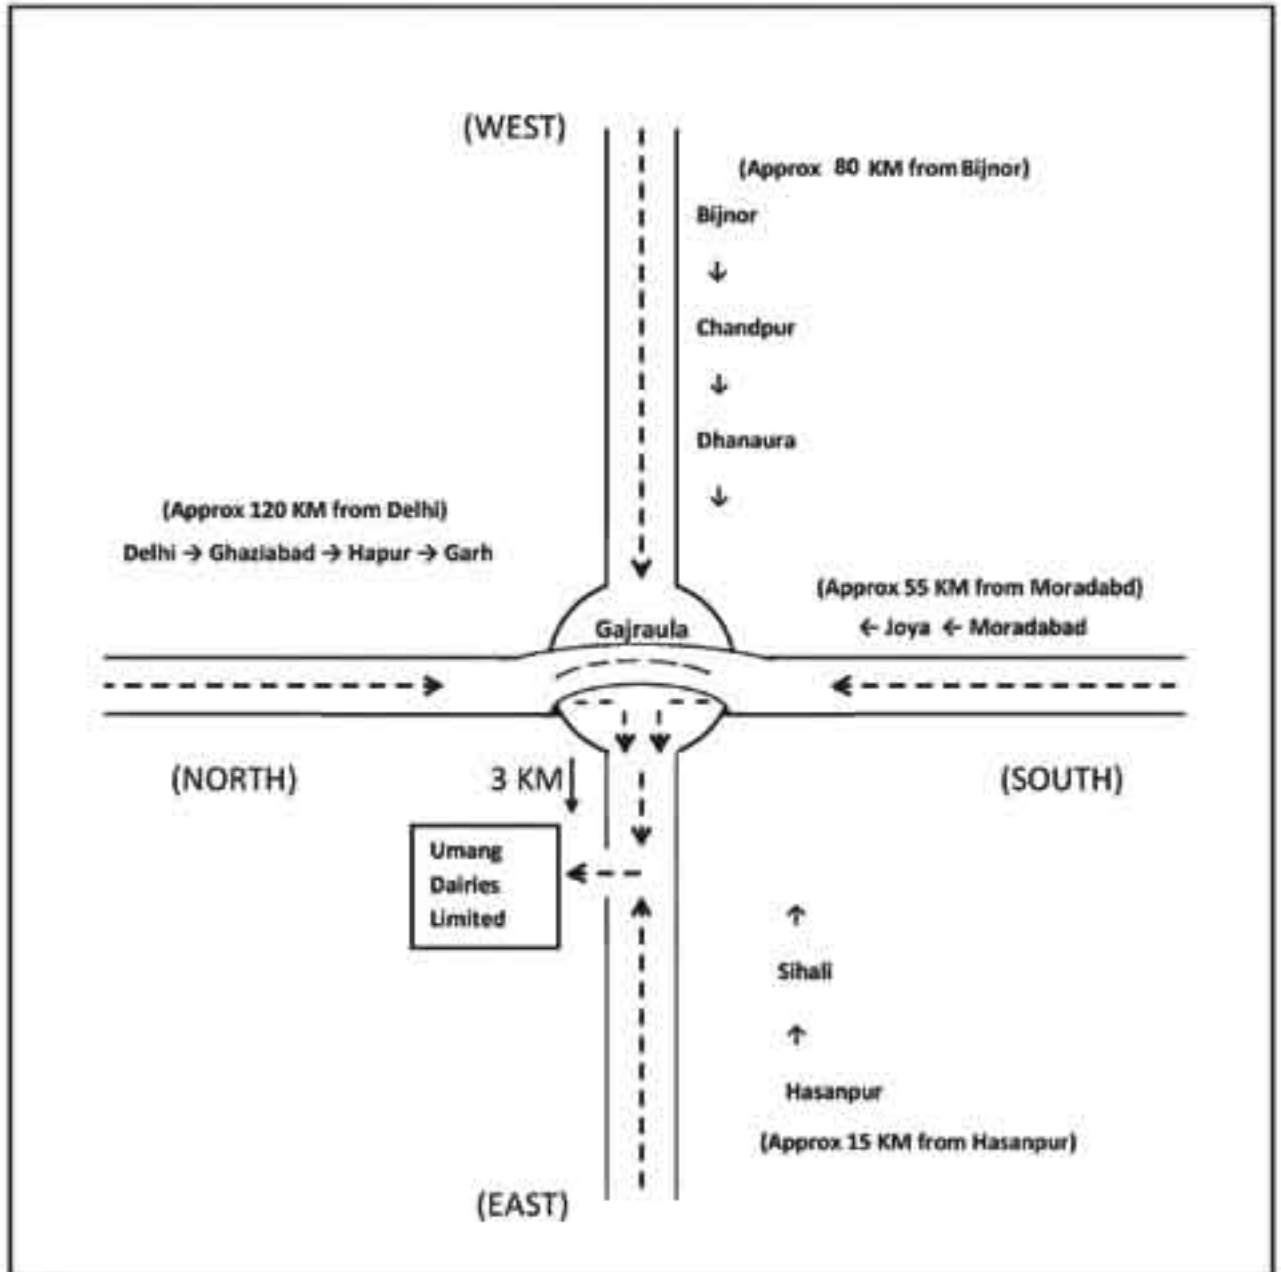 (WEST)
(Approx 80 KM from Bijnor)
Bijnor
↓
Chandpur
↓
Dhanaura
↓
(Approx 120 KM from Delhi)
Delhi → Ghaziabad → Hapur → Garh
(Approx 55 KM from Moradabd)
← Joya ← Moradabad
Gajraula
(NORTH)
3 KM
(SOUTH)
Umang
Dairies
Limited
↑
Sihali
↑
Hasanpur
(Approx 15 KM from Hasanpur)
(EAST)